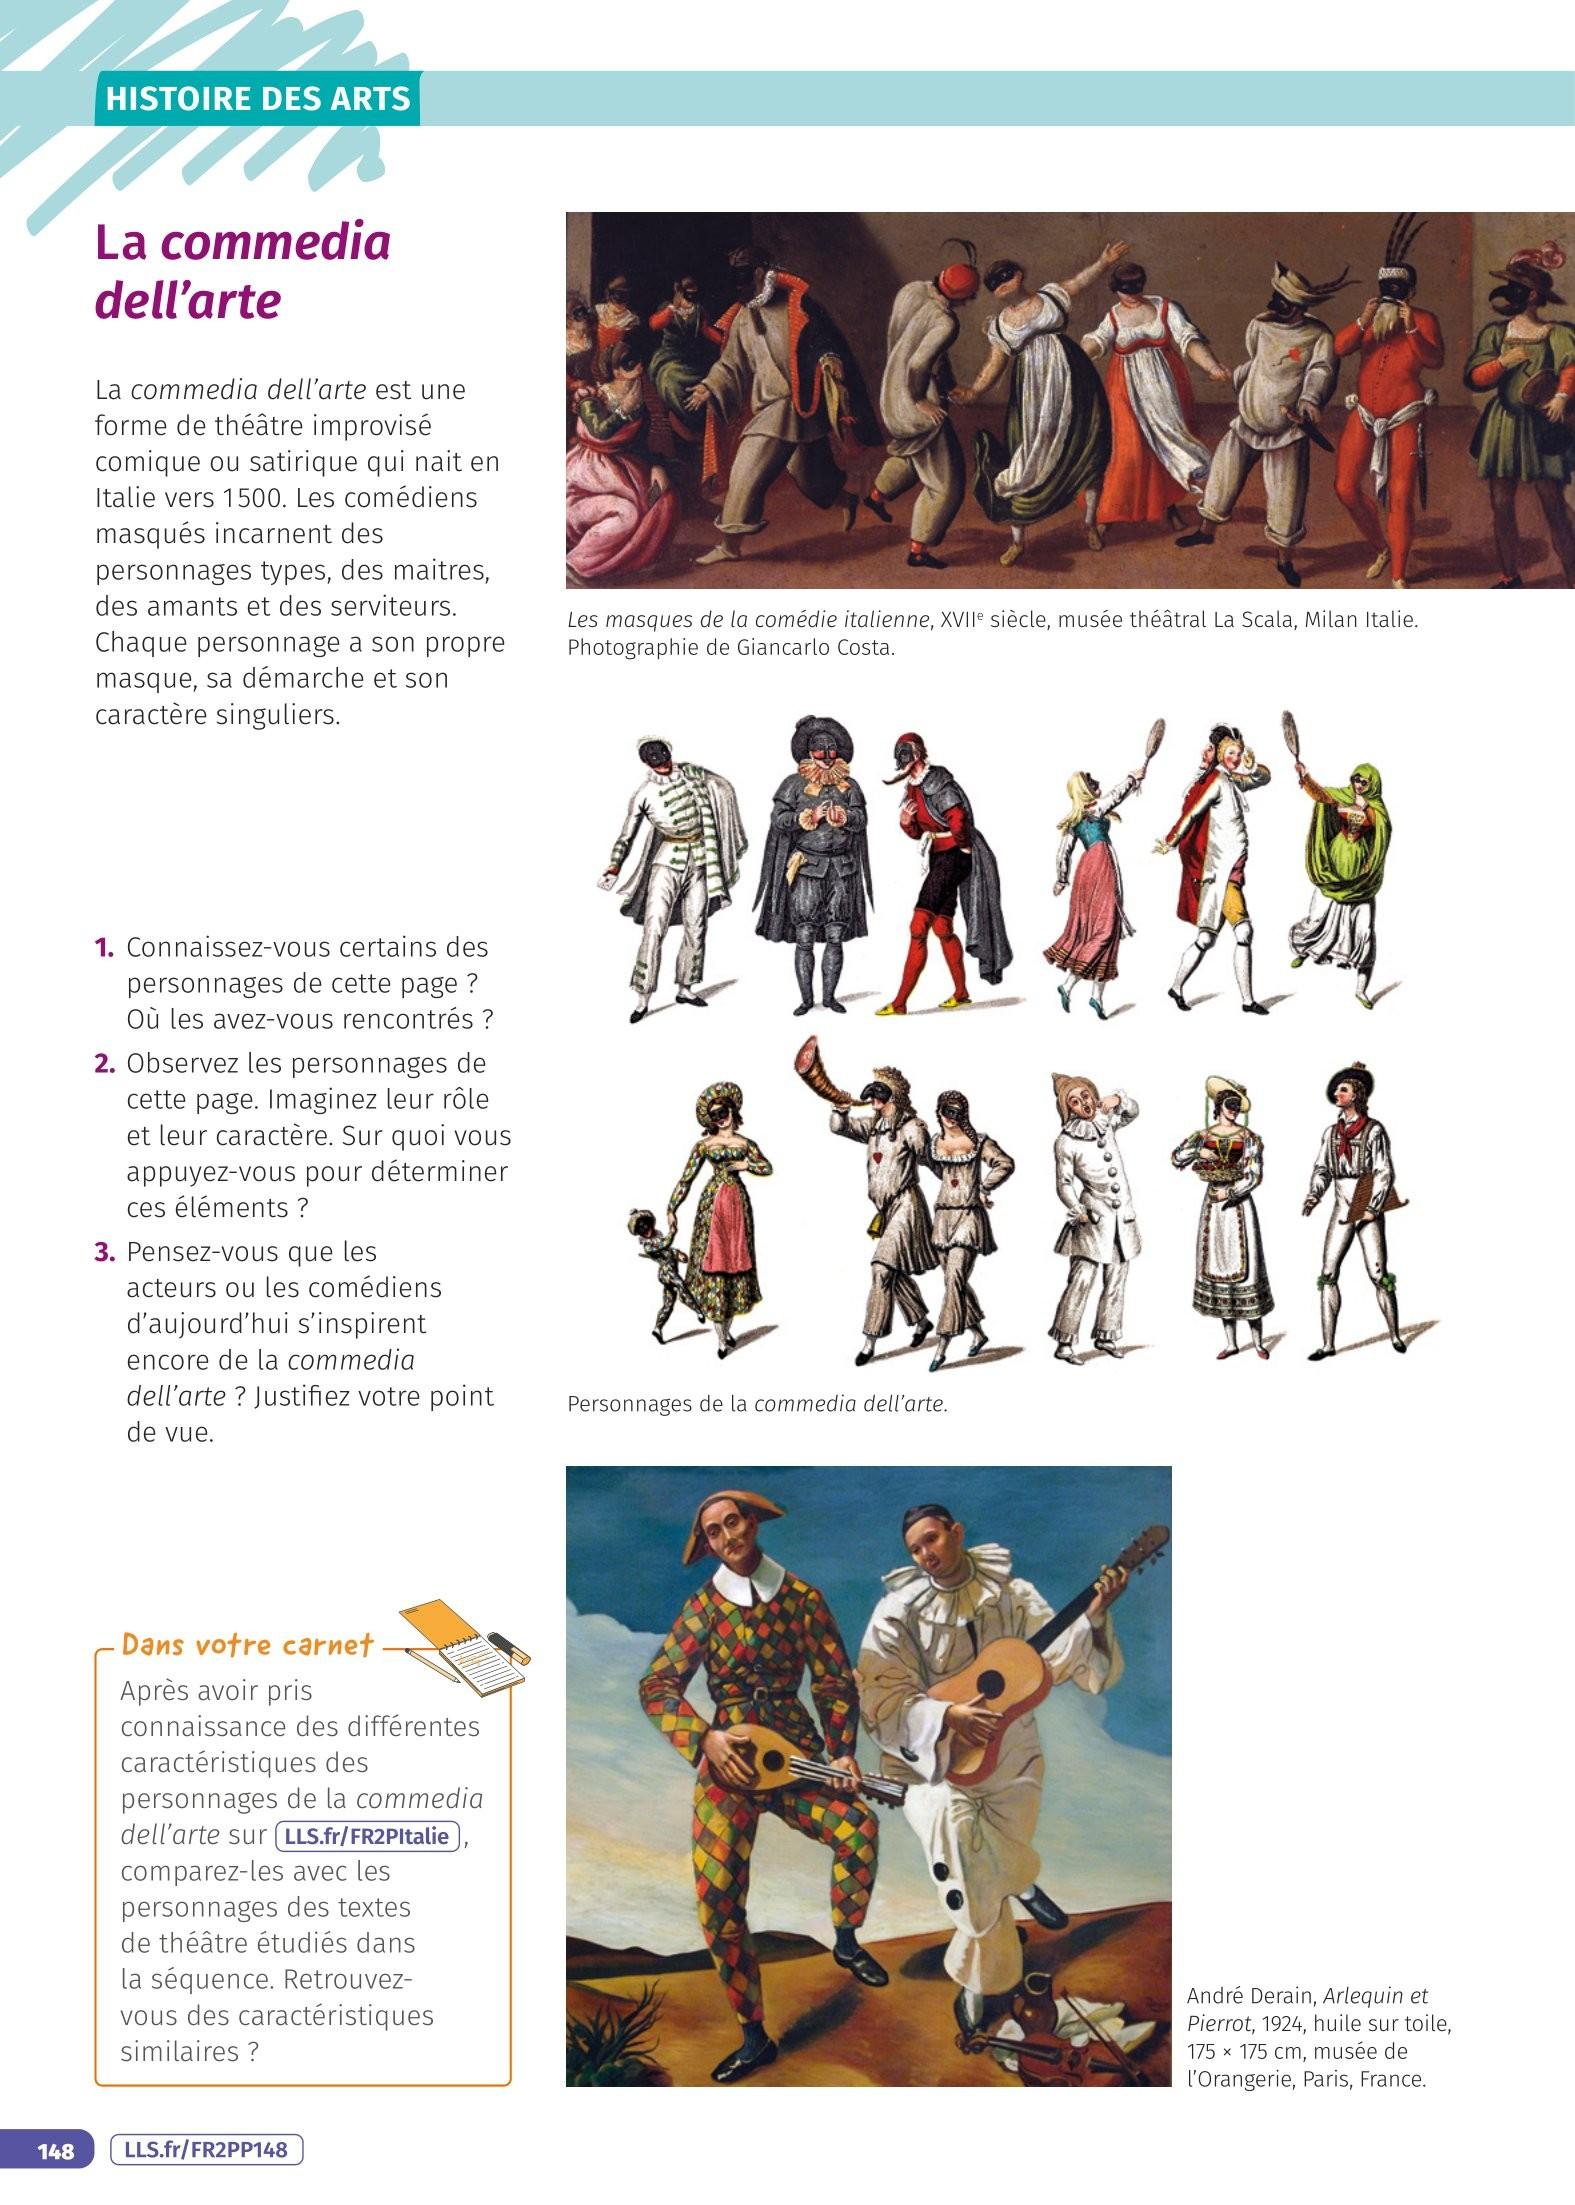 HISTOIRE DES ARTS
La commedia
dell'arte
La commedia dell'arte est une
forme de théâtre improvisé
comique ou satirique qui nait en
Italie vers 1500. Les comédiens
masqués incarnent des
personnages types, des maitres,
des amants et des serviteurs.
Chaque personnage a son propre
masque, sa démarche et son
caractère singuliers.
Les masques de la comédie italienne, XVIIe siècle, musée théâtral La Scala, Milan Italie.
Photographie de Giancarlo Costa.
1. Connaissez-vous certains des
personnages de cette page ?
Où les avez-vous rencontrés ?
2. Observez les personnages de
cette page. Imaginez leur rôle
et leur caractère. Sur quoi vous
appuyez-vous pour déterminer
ces éléments ?
3. Pensez-vous que les
acteurs ou les comédiens
d'aujourd'hui s'inspirent
encore de la commedia
dell'arte ? Justifiez votre point
de vue.
Personnages de la commedia dell'arte.
Dans votre carnet
Après avoir pris
connaissance des différentes
caractéristiques des
personnages de la commedia
dell'arte sur LLS.fr/FR2PItalie,
comparez-les avec les
personnages des textes
de théâtre étudiés dans
la séquence. Retrouvez-
vous des caractéristiques
similaires ?
André Derain, Arlequin et
Pierrot, 1924, huile sur toile,
175 × 175 cm, musée de
l'Orangerie, Paris, France.
148 LLS.fr/FR2PP148